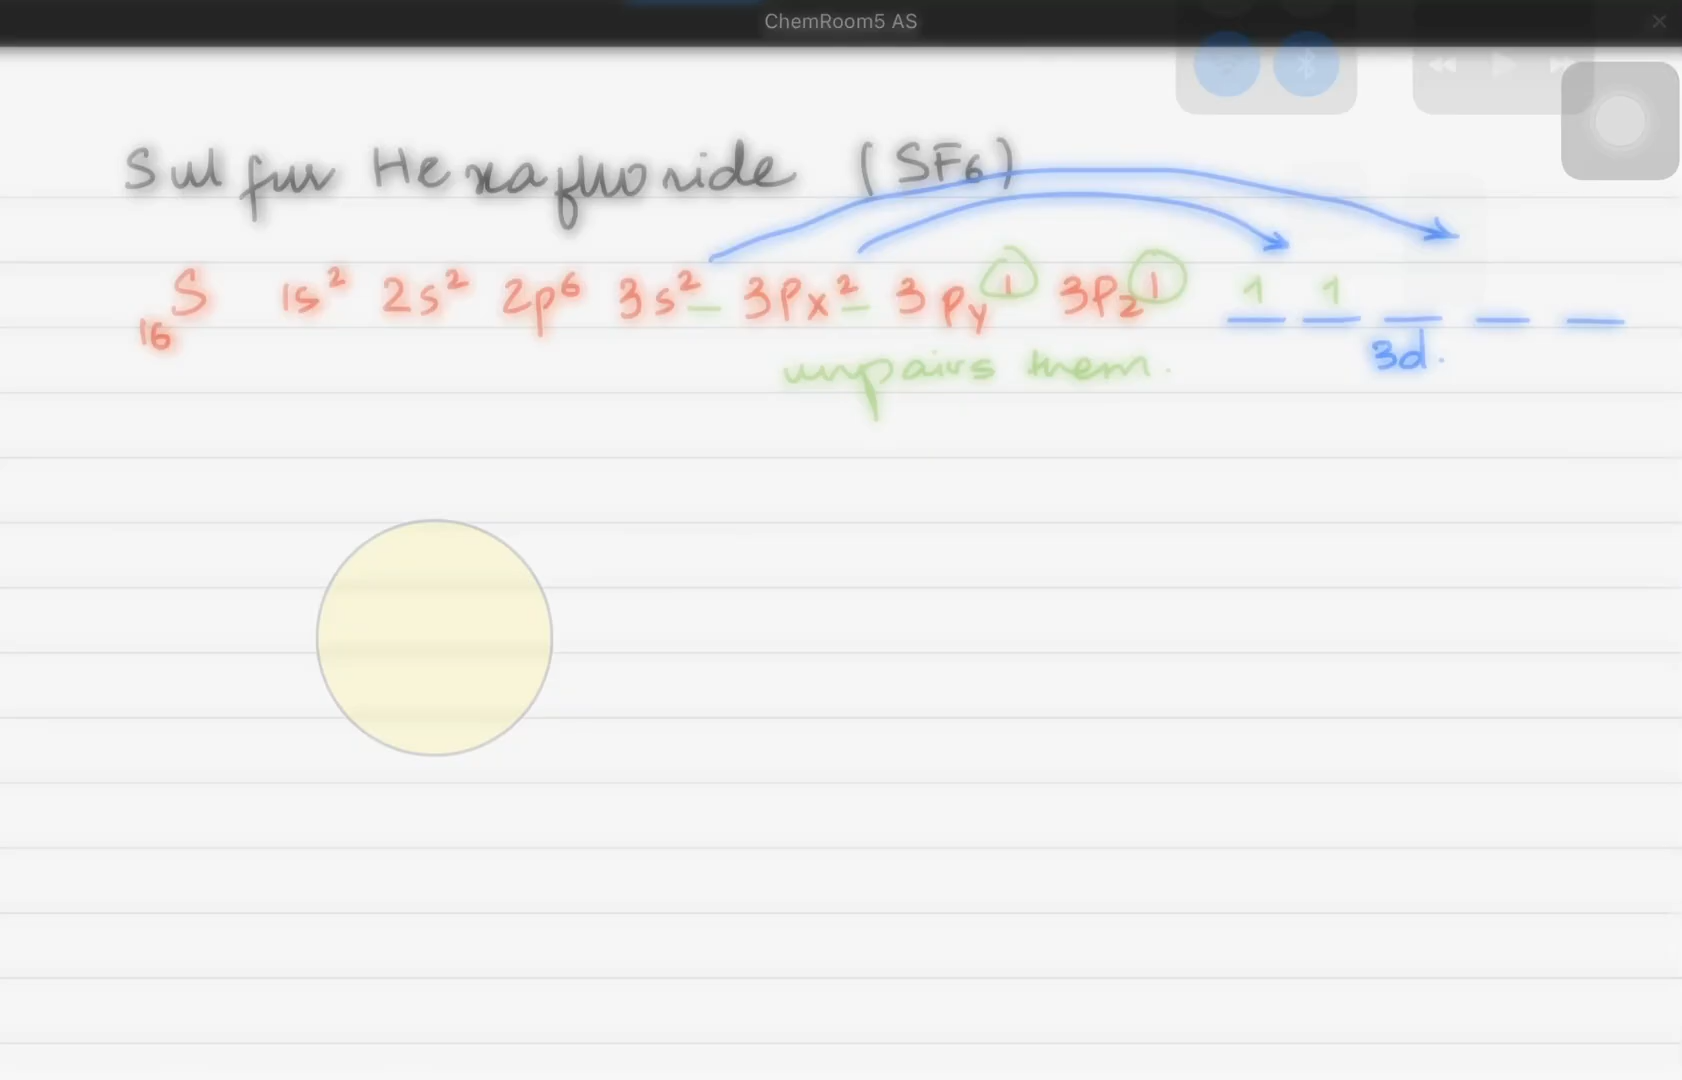 ChemRoom5 AS
Sulfur Hexafluoride (SF₆)
₁₆S 1s² 2s² 2p⁶ 3s² 3Px² 3Py¹ 3Pz¹ 1 1
3d.
unpairs them.